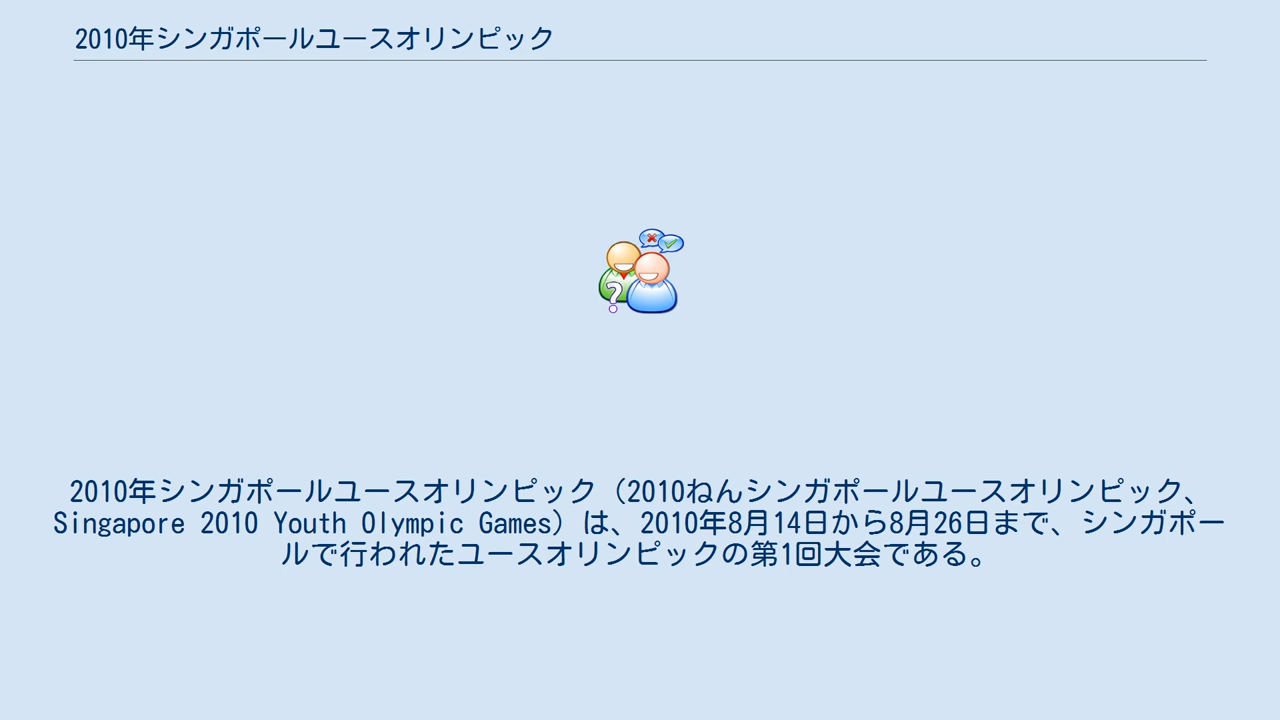 2010年シンガポールユースオリンピック
2010年シンガポールユースオリンピック（2010ねんシンガポールユースオリンピック、
Singapore 2010 Youth Olympic Games）は、2010年8月14日から8月26日まで、シンガポー
ルで行われたユースオリンピックの第1回大会である。